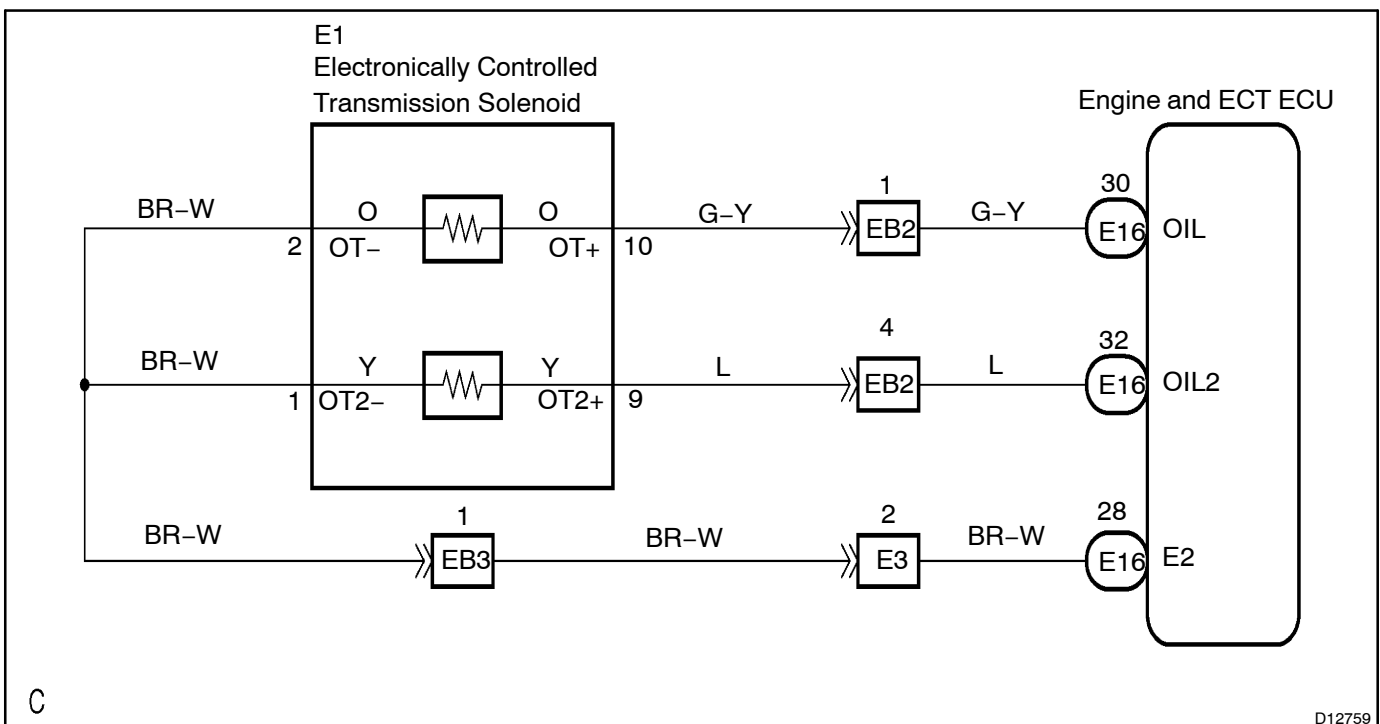 E1
Electronically Controlled
Transmission Solenoid
Engine and ECT ECU
BR−W
O
O
G−Y
1
G−Y
30
2
OT−
OT+
10
EB2
E16
OIL
BR−W
Y
Y
L
4
L
32
1
OT2−
OT2+
9
EB2
E16
OIL2
BR−W
1
BR−W
2
BR−W
28
EB3
E3
E16
E2
C
D12759